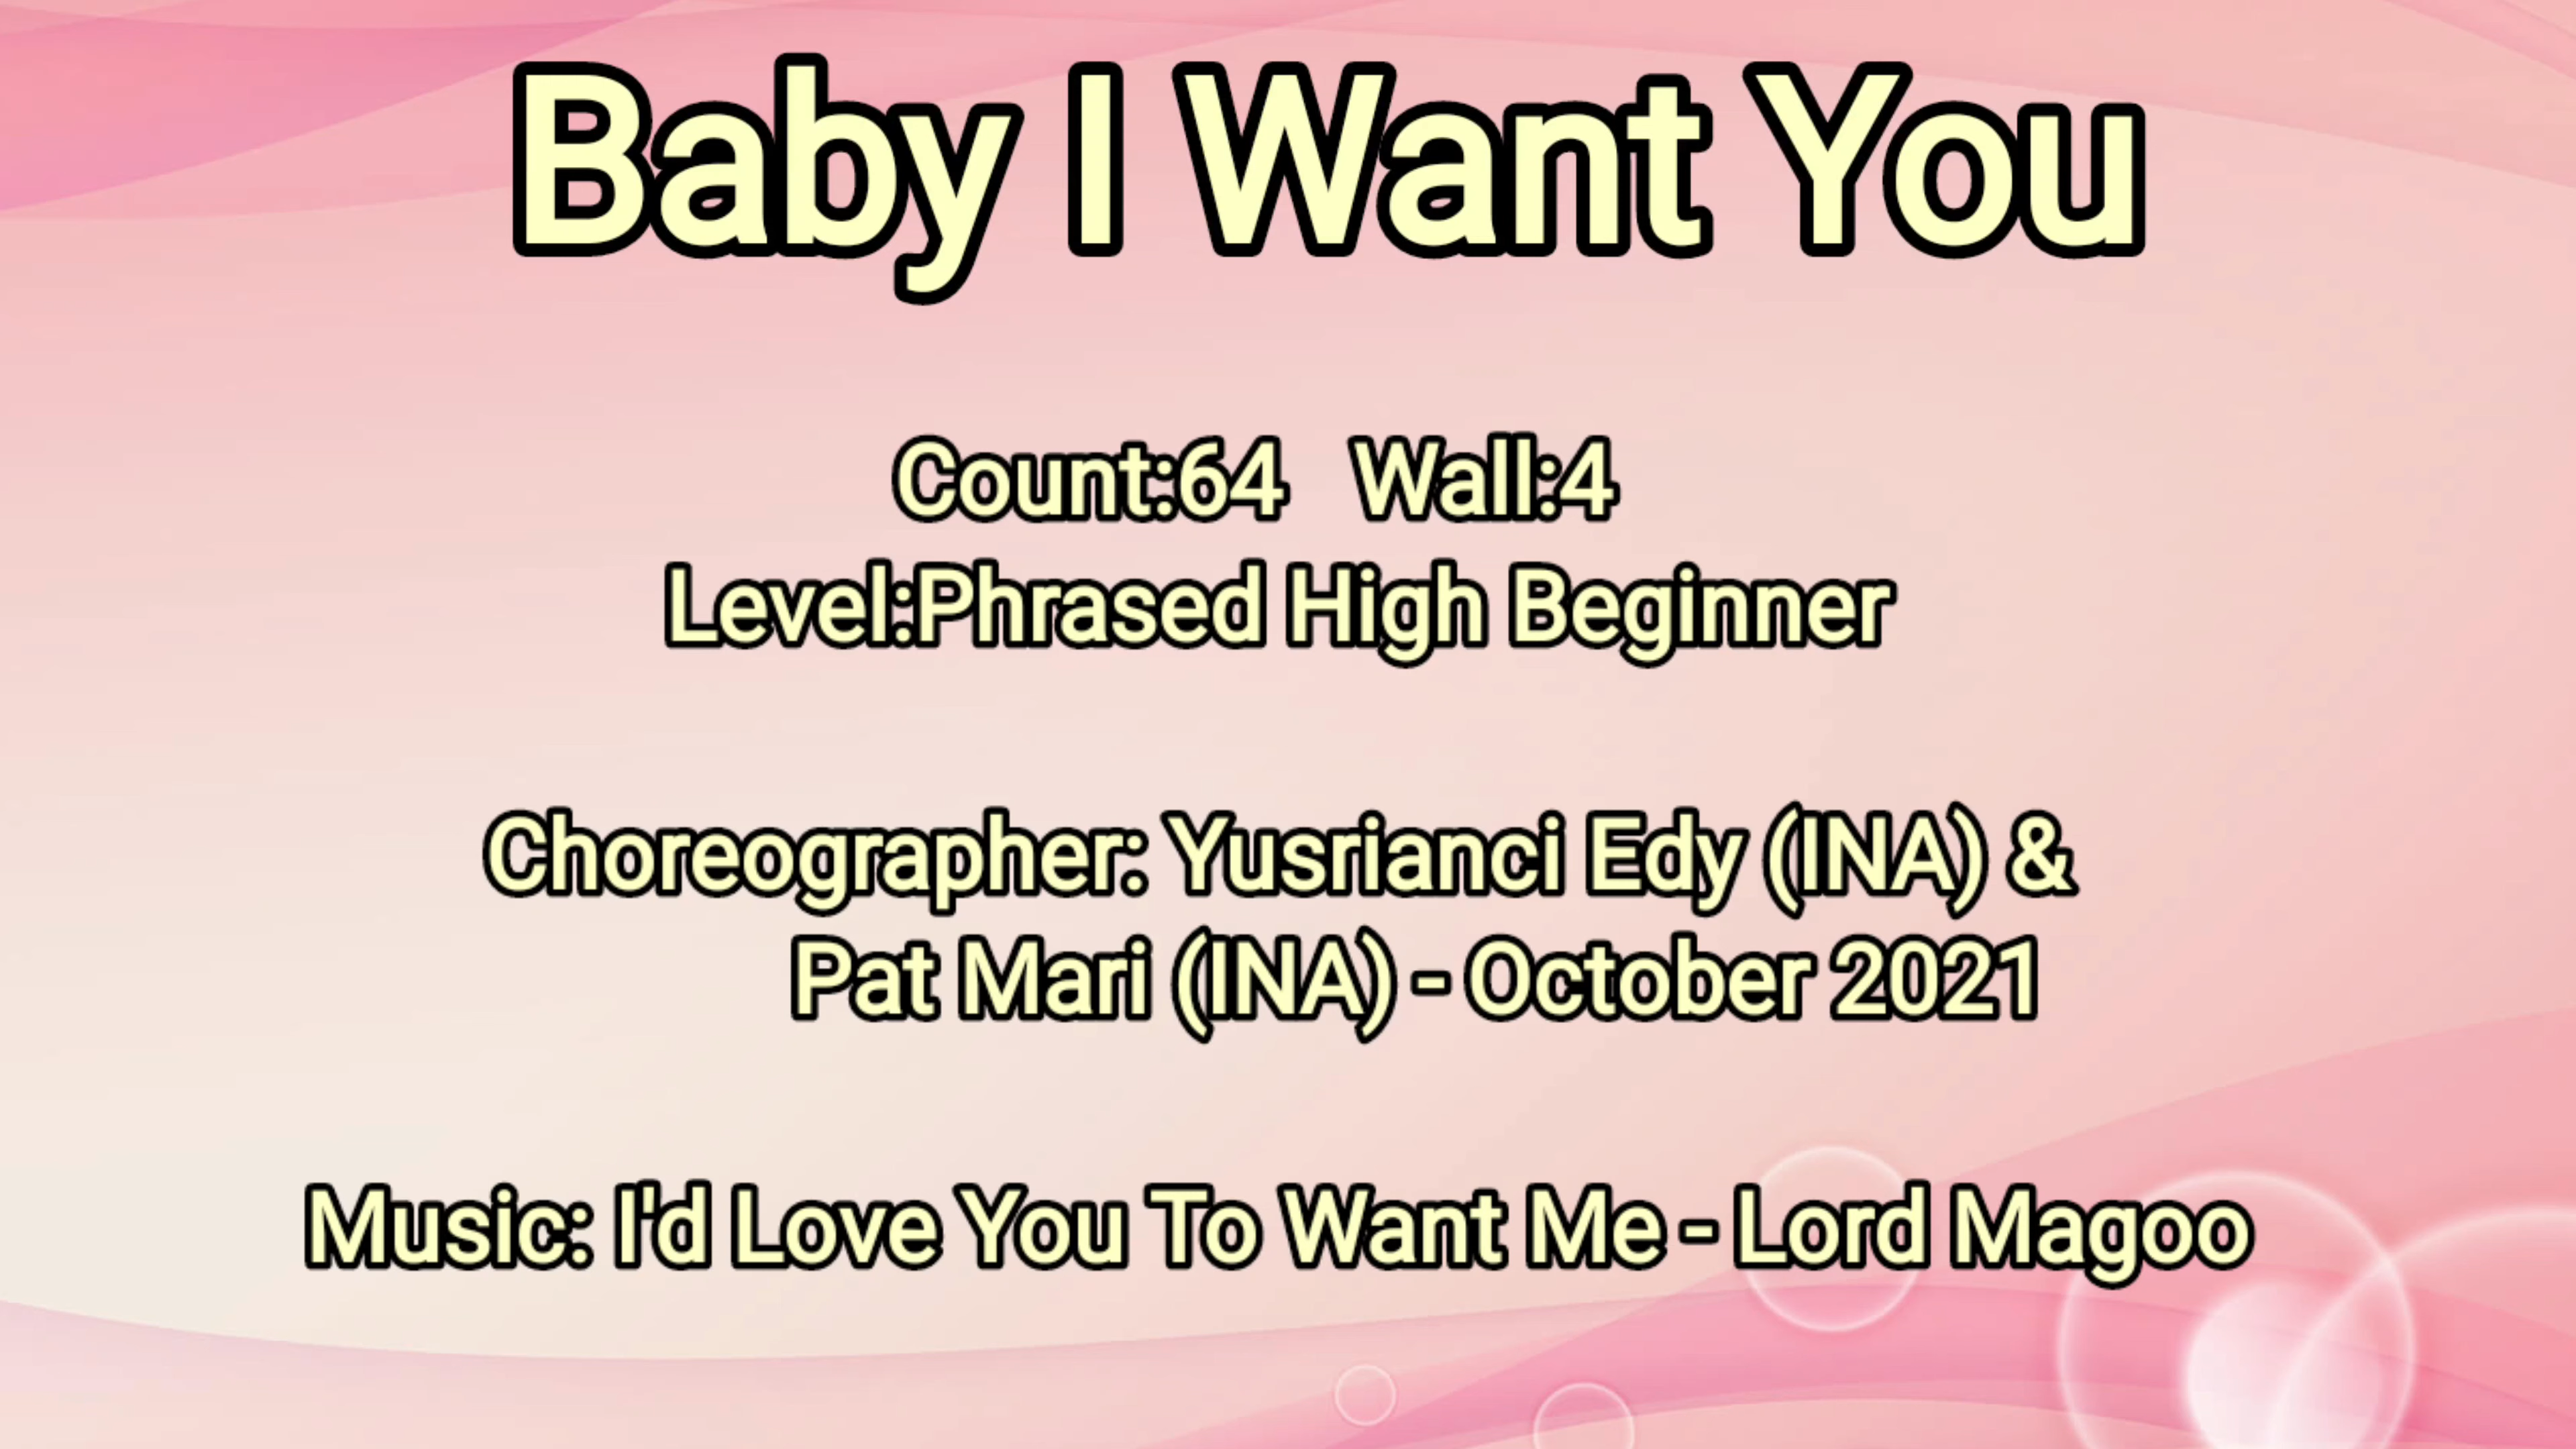 Baby I Want You
Count:64 Wall:4
Level:Phrased High Beginner
Choreographer: Yusrianci Edy (INA) &
Pat Mari (INA) - October 2021
Music: I'd Love You To Want Me - Lord Magoo